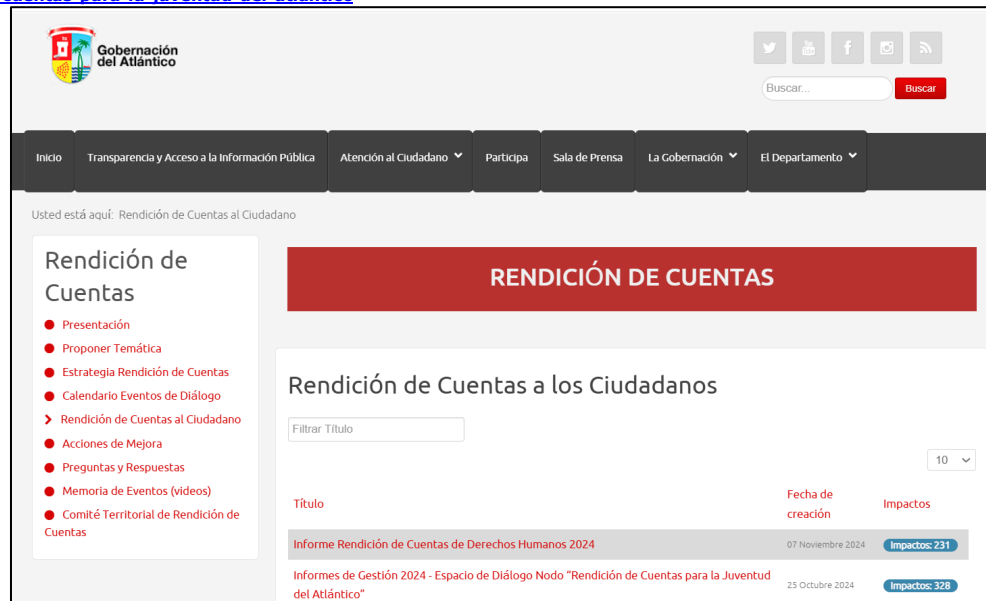 cuentas-para-la-juventud-del-atlantico
Gobernación
del Atlántico
Buscar...
Buscar
Inicio
Transparencia y Acceso a la Información Pública
Atención al Ciudadano
Participa
Sala de Prensa
La Gobernación
El Departamento
Usted está aquí: Rendición de Cuentas al Ciudadano
Rendición de
Cuentas
Presentación
Proponer Temática
Estrategia Rendición de Cuentas
Calendario Eventos de Diálogo
Rendición de Cuentas al Ciudadano
Acciones de Mejora
Preguntas y Respuestas
Memoria de Eventos (videos)
Comité Territorial de Rendición de
Cuentas
RENDICIÓN DE CUENTAS
Rendición de Cuentas a los Ciudadanos
Filtrar Título
10
Título
Fecha de
creación
Impactos
Informe Rendición de Cuentas de Derechos Humanos 2024
07 Noviembre 2024
Impactos: 231
Informes de Gestión 2024 - Espacio de Diálogo Nodo “Rendición de Cuentas para la Juventud
del Atlántico”
25 Octubre 2024
Impactos: 328